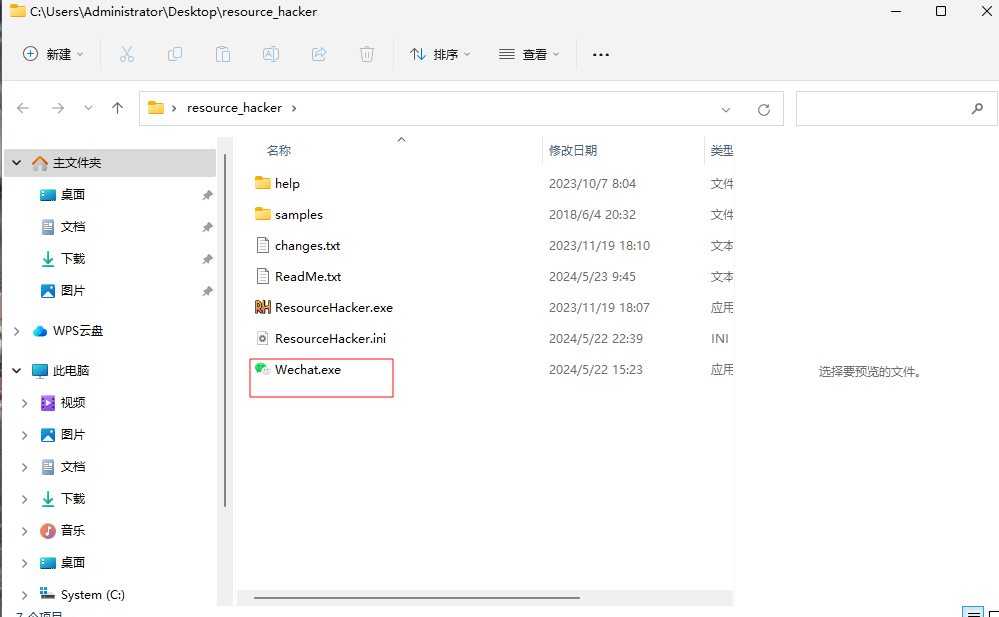 C:\Users\Administrator\Desktop\resource_hacker
新建
排序
查看
resource_hacker
主文件夹
桌面
文档
下载
图片
WPS云盘
此电脑
视频
图片
文档
下载
音乐
桌面
System (C:)
名称 修改日期 类型
help 2023/10/7 8:04 文件
samples 2018/6/4 20:32 文件
changes.txt 2023/11/19 18:10 文本
ReadMe.txt 2024/5/23 9:45 文本
ResourceHacker.exe 2023/11/19 18:07 应用
ResourceHacker.ini 2024/5/22 22:39 INI
Wechat.exe 2024/5/22 15:23 应用
选择要预览的文件。
7 个项目